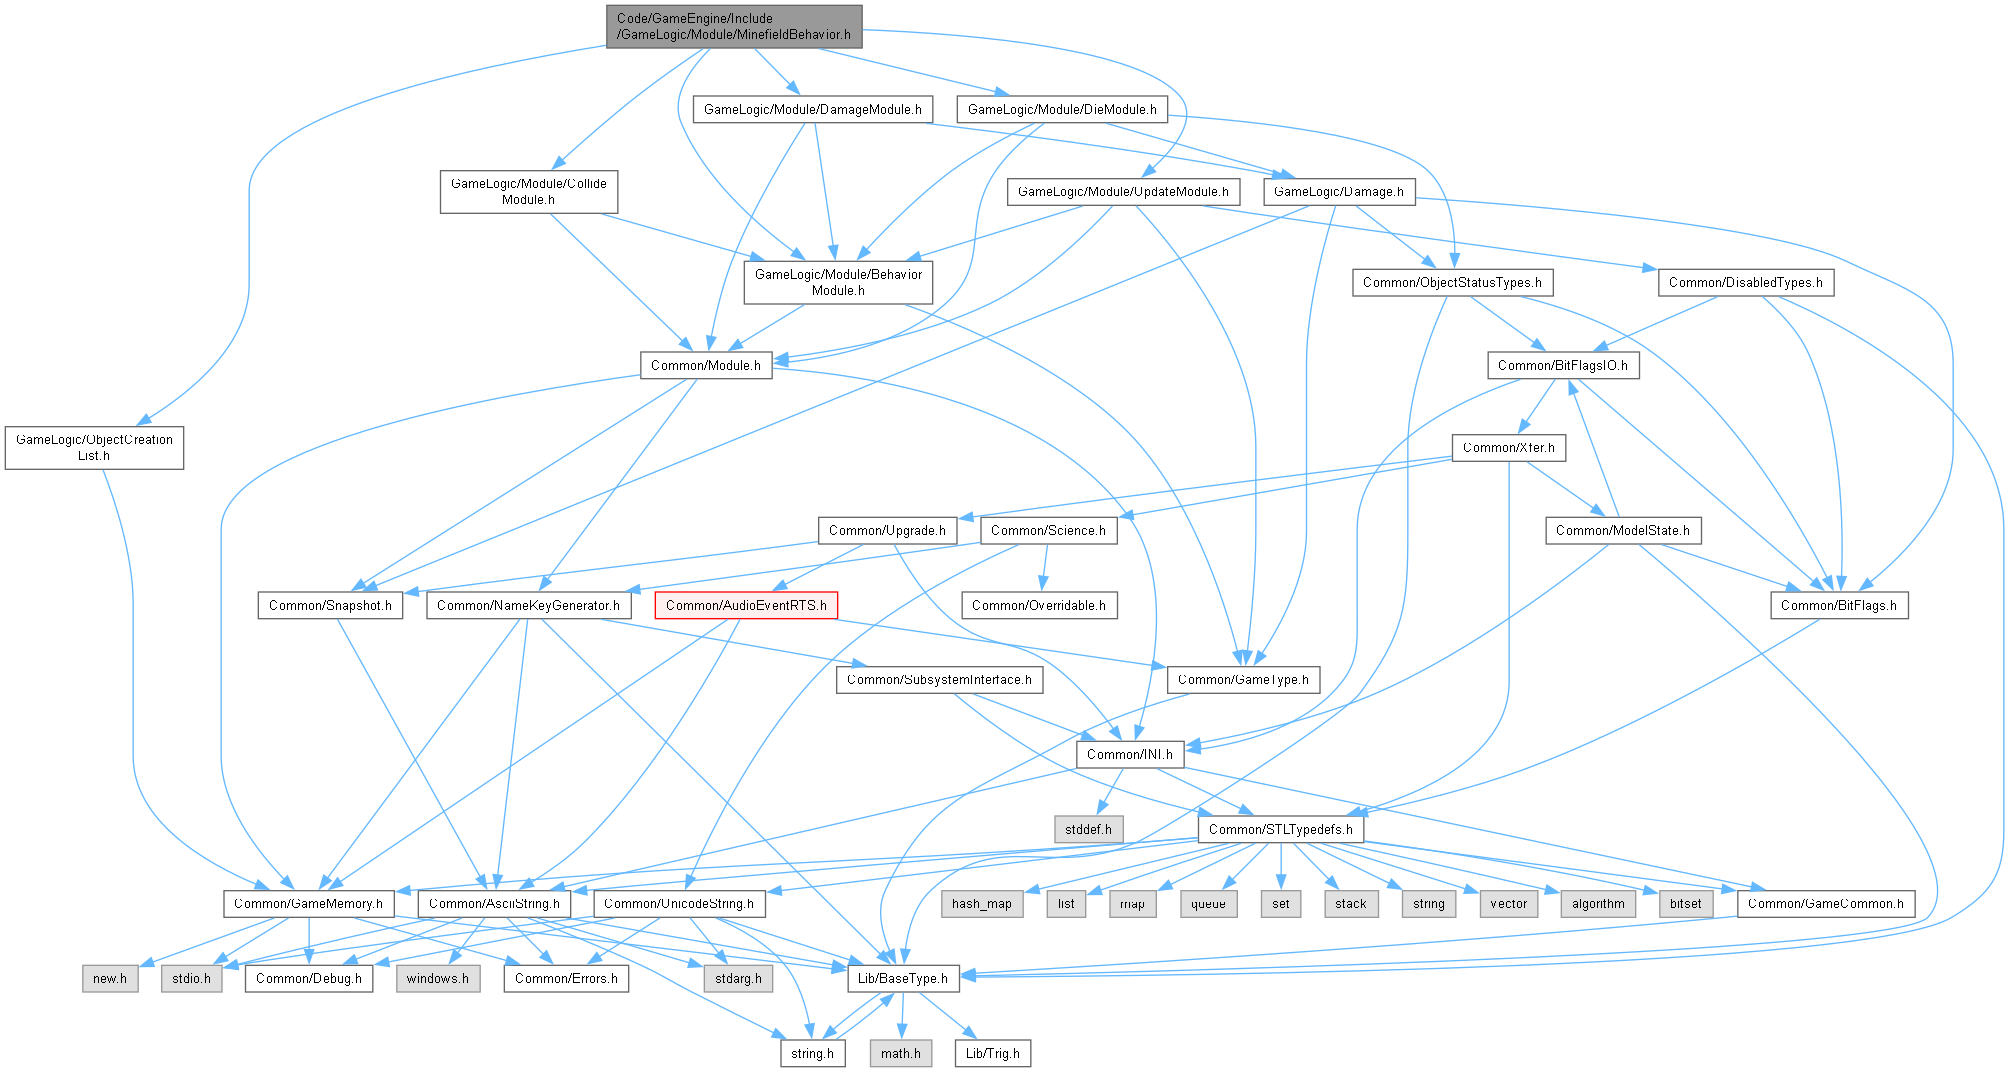 Code/GameEngine/Include
/GameLogic/Module/MinefieldBehavior.h
GameLogic/Module/DamageModule.h
GameLogic/Module/DieModule.h
GameLogic/Module/Collide
Module.h
GameLogic/Module/UpdateModule.h
GameLogic/Damage.h
GameLogic/Module/Behavior
Module.h
Common/ObjectStatusTypes.h
Common/DisabledTypes.h
Common/Module.h
Common/BitFlagsIO.h
GameLogic/ObjectCreation
List.h
Common/Xfer.h
Common/Upgrade.h
Common/Science.h
Common/ModelState.h
Common/Snapshot.h
Common/NameKeyGenerator.h
Common/AudioEventRTS.h
Common/Overridable.h
Common/BitFlags.h
Common/SubsystemInterface.h
Common/GameType.h
Common/INI.h
stddef.h
Common/STLTypedefs.h
Common/GameMemory.h
Common/AsciiString.h
Common/UnicodeString.h
hash_map
list
map
queue
set
stack
string
vector
algorithm
bitset
Common/GameCommon.h
new.h
stdio.h
Common/Debug.h
windows.h
Common/Errors.h
stdarg.h
Lib/BaseType.h
string.h
math.h
Lib/Trig.h